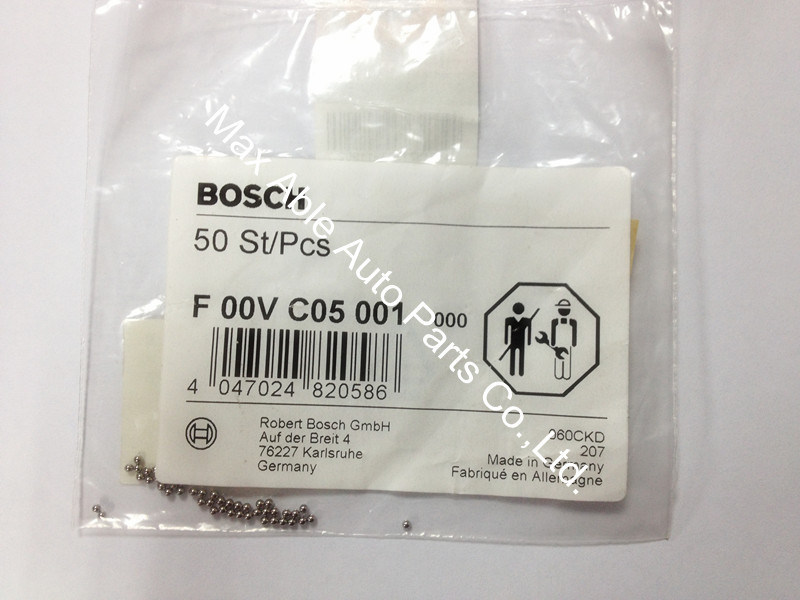 BOSCH
50 St/Pcs
F 00V C05 001 000
4 047024 820586
Robert Bosch GmbH
Auf der Breit 4
76227 Karlsruhe
Germany
060CKD
207
Made in Germany
Fabriqué en Allemagne
Max Able Auto Parts Co.,Ltd.